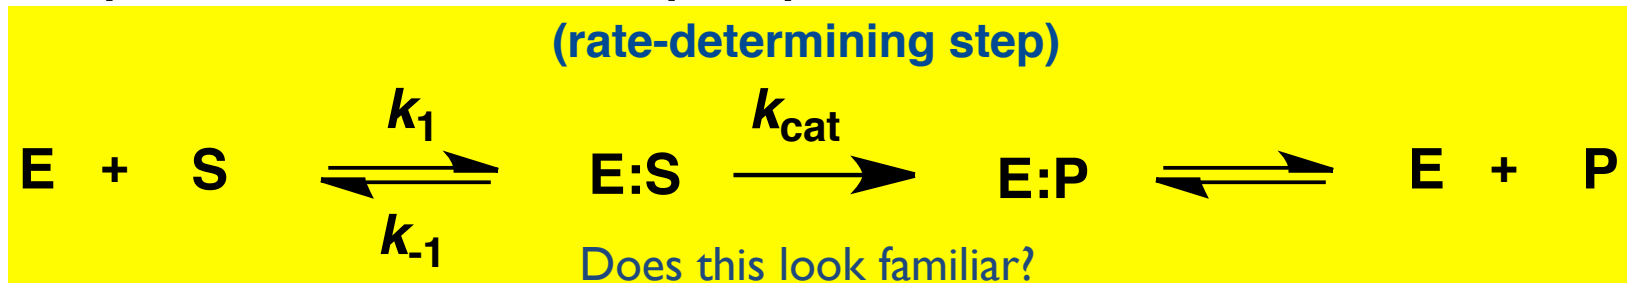 (rate-determining step)
k1 kcat
E + S E:S E:P E + P
k-1
Does this look familiar?